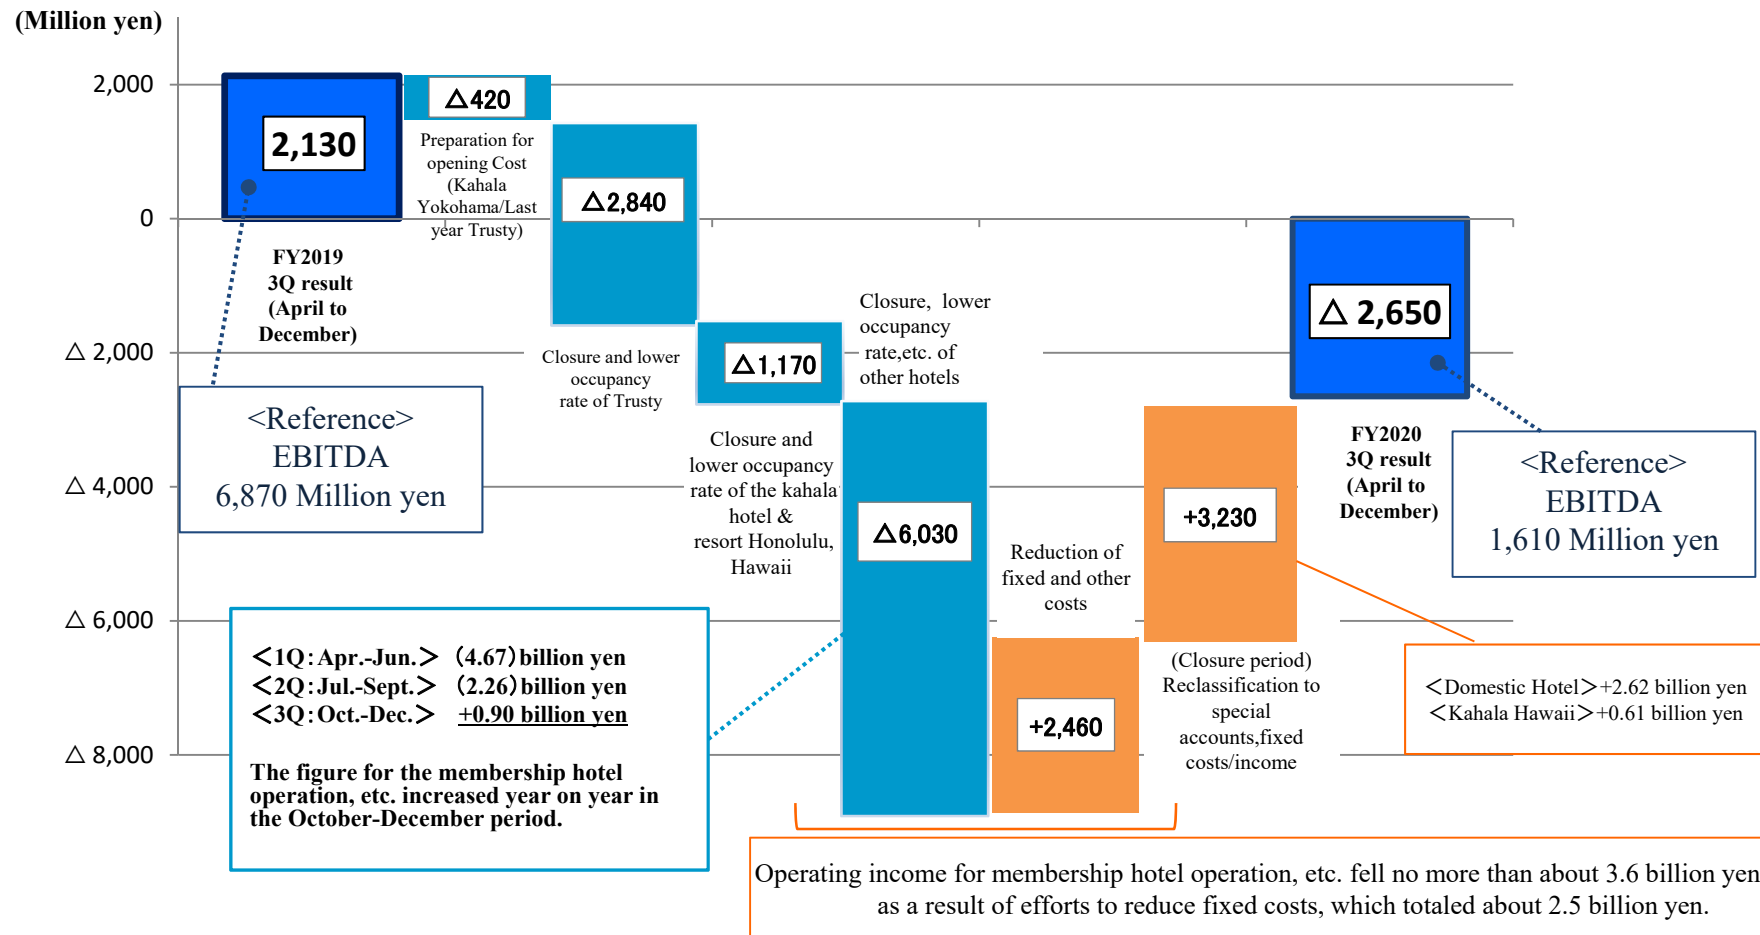 (Million yen)
2,000
0
△ 2,000
△ 4,000
△ 6,000
△ 8,000
2,130
FY2019
3Q result
(April to
December)
<Reference>
EBITDA
6,870 Million yen
△420
Preparation for
opening Cost
(Kahala
Yokohama/Last
year Trusty)
△2,840
Closure and lower
occupancy
rate of Trusty
△1,170
Closure and
lower occupancy
rate of the kahala
hotel &
resort Honolulu,
Hawaii
Closure, lower
occupancy
rate,etc. of
other hotels
△6,030
Reduction of
fixed and other
costs
+2,460
+3,230
(Closure period)
Reclassification to
special
accounts,fixed
costs/income
△ 2,650
FY2020
3Q result
(April to
December)
<Reference>
EBITDA
1,610 Million yen
＜1Q:Apr.-Jun.＞ (4.67)billion yen
＜2Q:Jul.-Sept.＞ (2.26)billion yen
＜3Q:Oct.-Dec.＞ +0.90 billion yen
The figure for the membership hotel
operation, etc. increased year on year in
the October-December period.
＜Domestic Hotel＞+2.62 billion yen
＜Kahala Hawaii＞+0.61 billion yen
Operating income for membership hotel operation, etc. fell no more than about 3.6 billion yen
as a result of efforts to reduce fixed costs, which totaled about 2.5 billion yen.